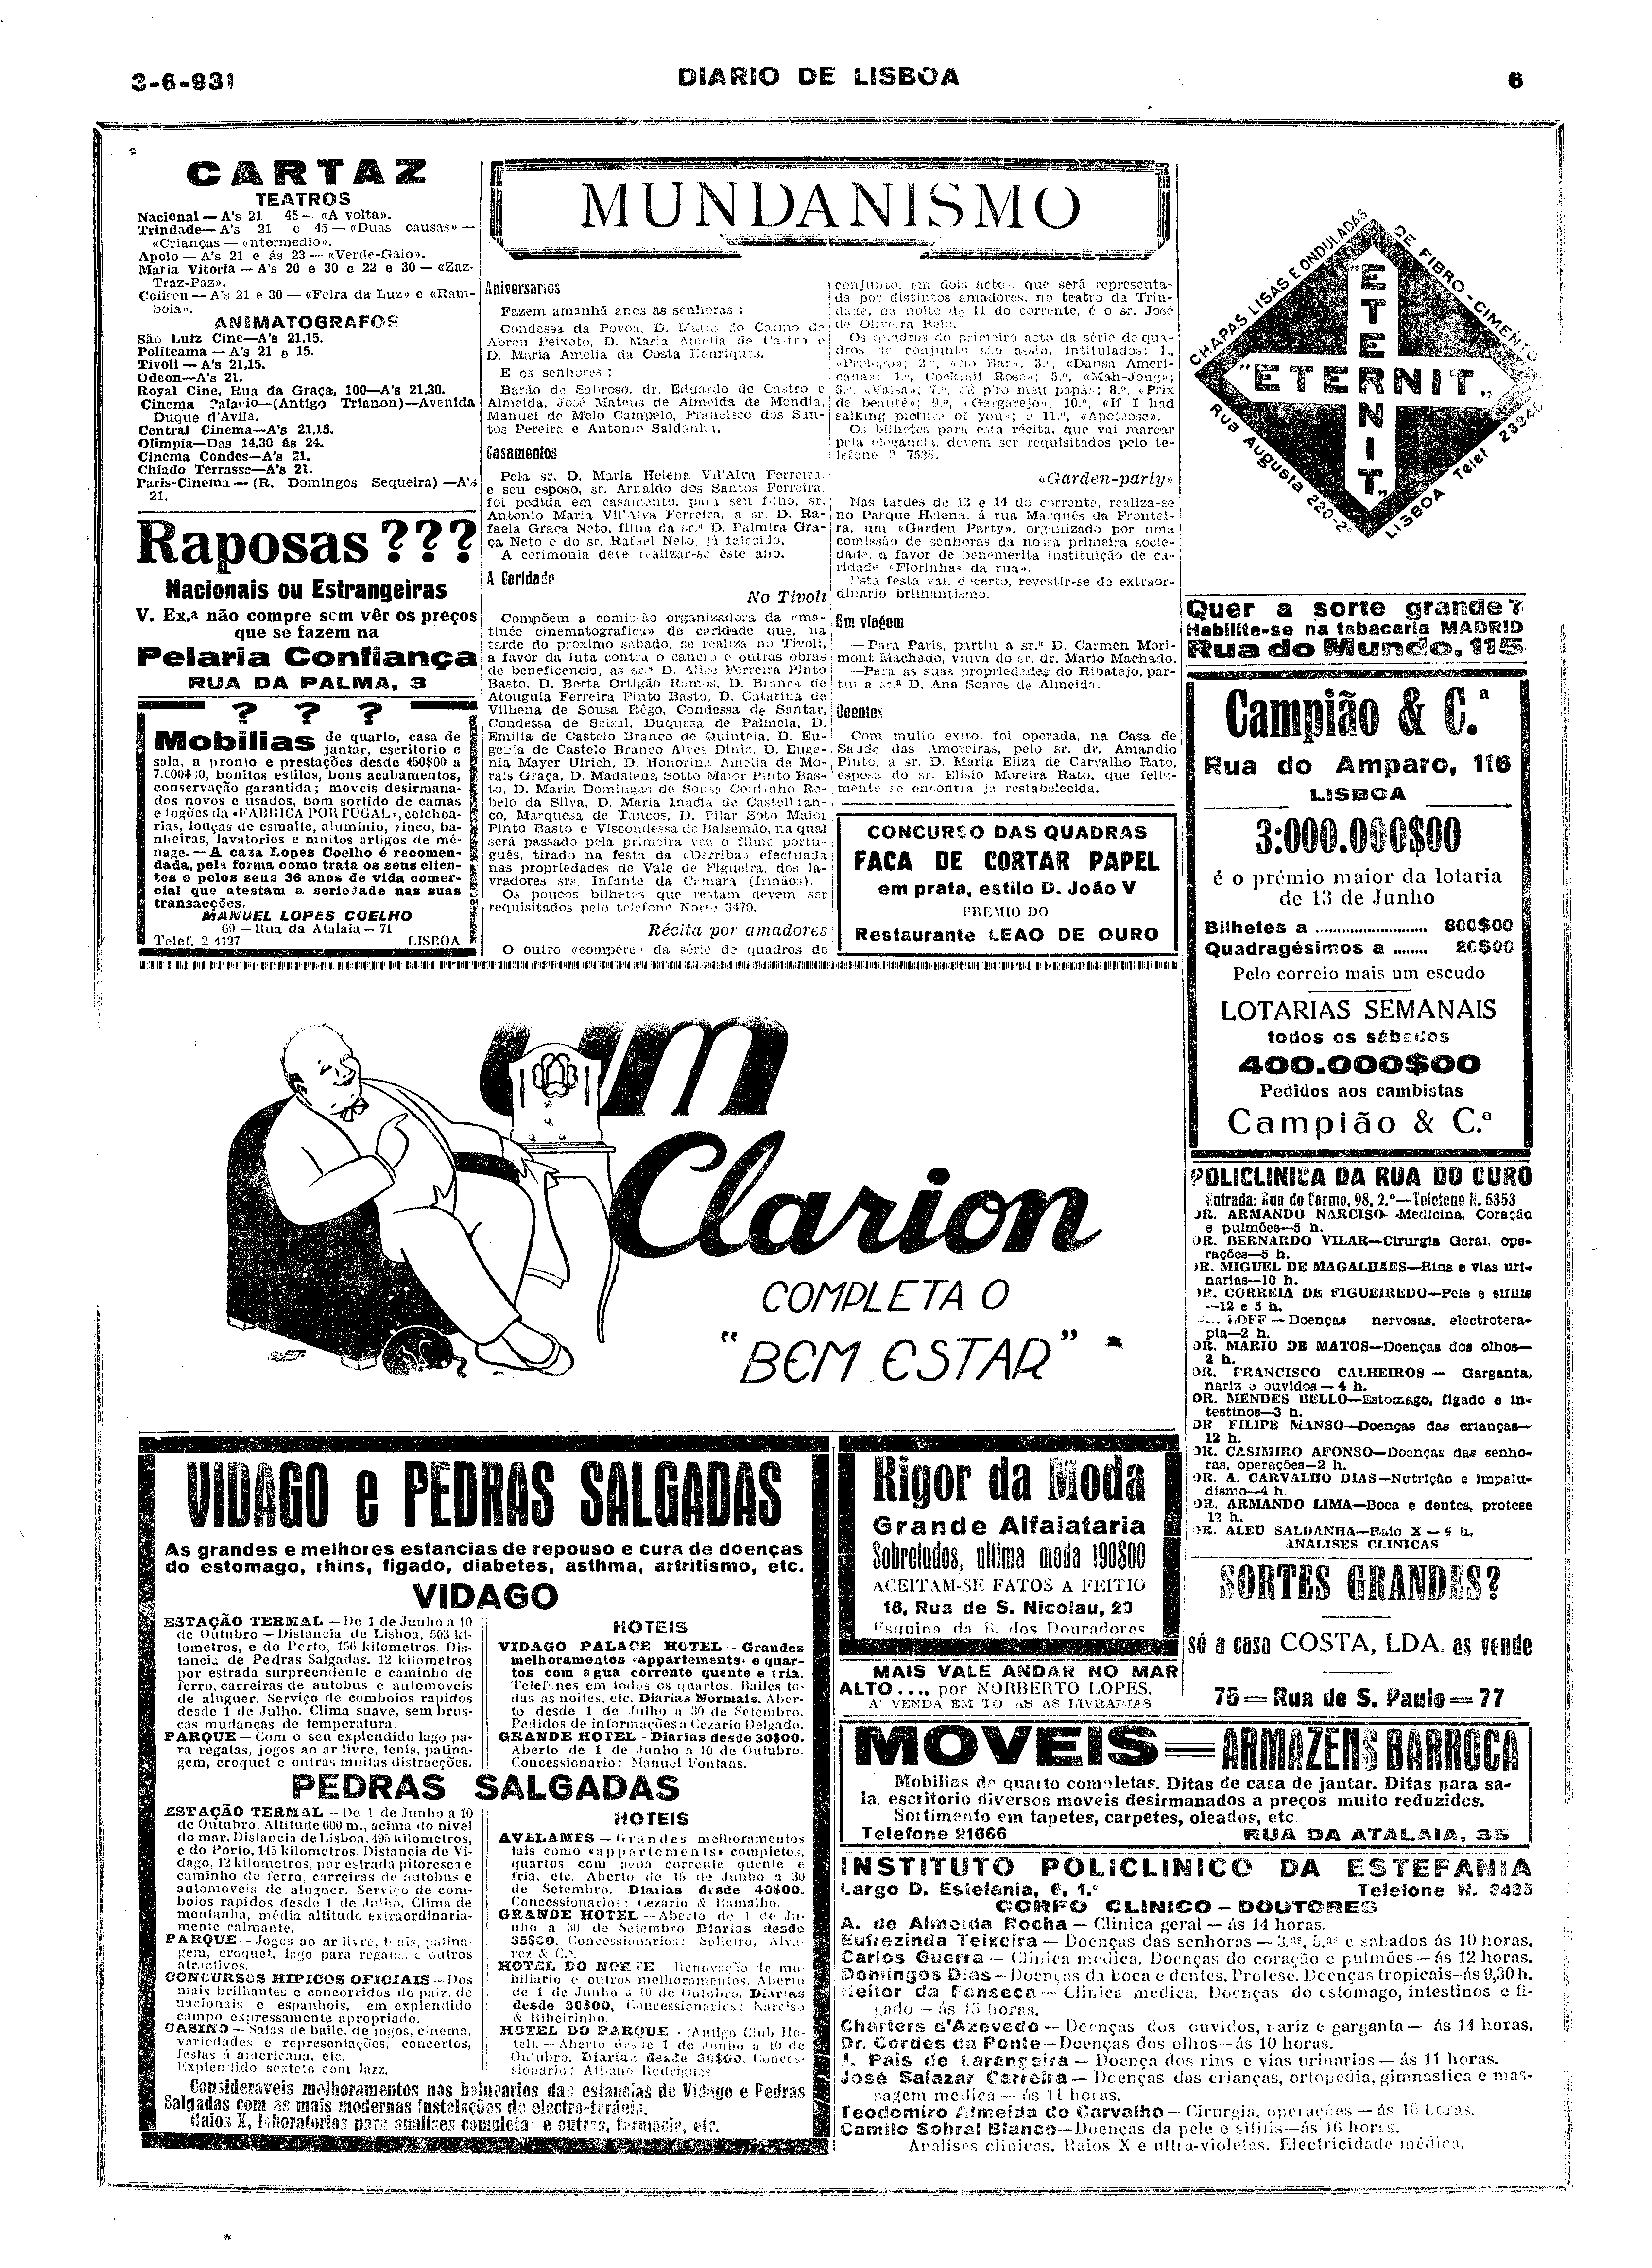 3-6-931
DIARIO DE LISBOA
6
CARTAZ
TEATROS
Nacional — A's 21 45 — «A volta».
Trindade — A's 21 e 45 — «Duas causas» —
«Crianças — «ntermedio».
Apolo — A's 21 e ás 23 — «Verde-Gaio».
Maria Vitoria — A's 20 e 30 e 22 e 30 — «Zaz-
Traz-Paz».
Coliseu — A's 21 e 30 — «Feira da Luz» e «Ram-
boia».
ANIMATOGRAFOS
São Luiz Cine—A's 21,15.
Politeama — A's 21 e 15.
Tivoli — A's 21,15.
Odeon—A's 21.
Royal Cine, Rua da Graça, 100—A's 21,30.
Cinema Palacio—(Antigo Trianon)—Avenida
Duque d'Avila.
Central Cinema—A's 21,15.
Olimpia—Das 14,30 ás 24.
Cinema Condes—A's 21.
Chiado Terrasse—A's 21.
Paris-Cinema — (R. Domingos Sequeira) —A's
21.
Raposas ???
Nacionais ou Estrangeiras
V. Ex.ª não compre sem vêr os preços
que se fazem na
Pelaria Confiança
RUA DA PALMA, 3
? ? ?
Mobilias de quarto, casa de
jantar, escritorio e
sala, a pronto e prestações desde 450$00 a
7.000$00, bonitos estilos, bons acabamentos,
conservação garantida; moveis desirmana-
dos novos e usados, bom sortido de camas
e fogões da «FABRICA PORTUGAL», colchoa-
rias, louças de esmalte, aluminio, zinco, ba-
nheiras, lavatorios e muitos artigos de mé-
nage. — A casa Lopes Coelho é recomen-
dada, pela forma como trata os seus clien-
tes e pelos seus 36 anos de vida comer-
cial que atestam a seriedade nas suas
transacções.
MANUEL LOPES COELHO
69 — Rua da Atalaia — 71
Telef. 2 4127 LISBOA
MUNDANISMO
Aniversarios
Fazem amanhã anos as senhoras :
Condessa da Povoa, D. Maria do Carmo de
Abreu Peixoto, D. Maria Amelia de Castro e
D. Maria Amelia da Costa Henriques.
E os senhores :
Barão de Sabroso, dr. Eduardo de Castro e
Almeida, José Mateus de Almeida de Mendia,
Manuel de Melo Campelo, Francisco dos San-
tos Pereira e Antonio Saldanha.
Casamentos
Pela sr. D. Maria Helena Vil'Alva Ferreira,
e seu esposo, sr. Arnaldo dos Santos Ferreira,
foi pedida em casamento, para seu filho, sr.
Antonio Maria Vil'Alva Ferreira, a sr. D. Ra-
faela Graça Neto, filha da sr.ª D. Palmira Gra-
ça Neto e do sr. Rafael Neto, já falecido.
A cerimonia deve realizar-se êste ano.
A Caridade
No Tivoli
Compõem a comissão organizadora da «ma-
tinée cinematografica» de caridade que, na
tarde do proximo sabado, se realiza no Tivoli,
a favor da luta contra o cancro e outras obras
de beneficencia, as sr.ª D. Alice Ferreira Pinto
Basto, D. Berta Ortigão Ramos, D. Branca de
Atouguia Ferreira Pinto Basto, D. Catarina de
Vilhena de Sousa Rêgo, Condessa de Santar,
Condessa de Seisal, Duquesa de Palmela, D.
Emilia de Castelo Branco de Quintela, D. Eu-
genia de Castelo Branco Alves Diniz, D. Euge-
nia Mayer Ulrich, D. Honorina Amelia de Mo-
rais Graça, D. Madalena Sotto Maior Pinto Bas-
to, D. Maria Domingas de Sousa Coutinho Re-
belo da Silva, D. Maria Inacia de Castelbran-
co, Marquesa de Tancos, D. Pilar Soto Maior
Pinto Basto e Viscondessa de Balsemão, na qual
será passado pela primeira vez o filme portu-
guês, tirado na festa da «Derriba» efectuada
nas propriedades de Vale de Figueira, dos la-
vradores srs. Infante da Camara (Irmãos).
Os poucos bilhetes que restam devem ser
requisitados pelo telefone Norte 3470.
Récita por amadores
O outro «compére» da série de quadros de
conjunto, em dois actos que será representa-
da por distintos amadores, no teatro da Trin-
dade, na noite de 11 do corrente, é o sr. José
de Oliveira Belo.
Os quadros do primeiro acto da série de qua-
dros de conjunto são assim intitulados: 1.,
«Prologo»; 2.º, «No Bar»; 3.º, «Dansa Ameri-
cana»; 4.º, Cocktail Rose»; 5.º, «Mah-Jong»;
6.º, «Valsa»; 7.º, «E p'ro meu papá»; 8.º, «Prix
de beauté»; 9.º, «Gargarejo»; 10.º, «If I had
salking picture of you»; e 11.º, «Apoteose».
Os bilhetes para esta récita, que vai marcar
pela elegancia, devem ser requisitados pelo te-
lefone 2 7538.
«Garden-party»
Nas tardes de 13 e 14 do corrente, realiza-se
no Parque Helena, á rua Marquês da Frontei-
ra, um «Garden Party», organizado por uma
comissão de senhoras da nossa primeira socie-
dade, a favor de benemerita instituição de ca-
ridade «Florinhas da rua».
Esta festa vai, decerto, revestir-se de extraor-
dinario brilhantismo.
Em viagem
—Para Paris, partiu a sr.ª D. Carmen Mori-
mont Machado, viuva do sr. dr. Mario Machado.
—Para as suas propriedades do Ribatejo, par-
tiu a sr.ª D. Ana Soares de Almeida.
Doentes
Com muito exito, foi operada, na Casa de
Saude das Amoreiras, pelo sr. dr. Amandio
Pinto, a sr. D. Maria Eliza de Carvalho Rato,
esposa do sr. Elisio Moreira Rato, que feliz-
mente se encontra já restabelecida.
CONCURSO DAS QUADRAS
FACA DE CORTAR PAPEL
em prata, estilo D. João V
PREMIO DO
Restaurante LEAO DE OURO
CHAPAS LISAS E ONDULADAS
DE FIBRO-CIMENTO
"ETERNIT"
"ETERNIT"
Rua Augusta 220-2º
LISBOA Telef 2394
Quer a sorte grande?
Habilite-se na tabacaria MADRID
Rua do Mundo, 115
Campião & C.ª
Rua do Amparo, 116
LISBOA
3:000.000$00
é o prémio maior da lotaria
de 13 de Junho
Bilhetes a ........ 800$00
Quadragésimos a ........ 20$00
Pelo correio mais um escudo
LOTARIAS SEMANAIS
todos os sábados
400.000$00
Pedidos aos cambistas
Campião & C.ª
Um
Clarion
COMPLETA O
"BEM ESTAR"
POLICLINICA DA RUA DO OURO
Entrada: Rua do Carmo, 98, 2.º—Telefone N. 5353
DR. ARMANDO NARCISO- -Medicina, Coração
e pulmões—5 h.
DR. BERNARDO VILAR—Cirurgia Geral, ope-
rações—5 h.
DR. MIGUEL DE MAGALHAES—Rins e vias uri-
narias—10 h.
DR. CORREIA DE FIGUEIREDO—Pele e sifilis
—12 e 5 h.
LOFF — Doenças nervosas, electrotera-
pia—2 h.
DR. MARIO DE MATOS—Doenças dos olhos—
2 h.
DR. FRANCISCO CALHEIROS — Garganta,
nariz e ouvidos — 4 h.
DR. MENDES BELLO—Estomago, figado e in-
testinos—3 h.
DR FILIPE MANSO—Doenças das crianças—
12 h.
DR. CASIMIRO AFONSO—Doenças das senho-
ras, operações—2 h.
DR. A. CARVALHO DIAS—Nutrição e impalu-
dismo—4 h.
DR. ARMANDO LIMA—Boca e dentes, protese
12 h.
DR. ALEU SALDANHA—Raio X — 4 h.
ANALISES CLINICAS
SORTES GRANDES?
só a casa COSTA, LDA. as vende
75 — Rua de S. Paulo — 77
VIDAGO e PEDRAS SALGADAS
As grandes e melhores estancias de repouso e cura de doenças
do estomago, rhins, figado, diabetes, asthma, artritismo, etc.
VIDAGO
ESTAÇÃO TERMAL — De 1 de Junho a 10
de Outubro — Distancia de Lisboa, 503 ki-
lometros, e do Porto, 156 kilometros. Dis-
tancia de Pedras Salgadas. 12 kilometros
por estrada surpreendente e caminho de
ferro, carreiras de autobus e automoveis
de aluguer. Serviço de comboios rapidos
desde 1 de Julho. Clima suave, sem brus-
cas mudanças de temperatura.
PARQUE — Com o seu explendido lago pa-
ra regatas, jogos ao ar livre, tenis, patina-
gem, croquet e outras muitas distracções.
HOTEIS
VIDAGO PALACE HOTEL — Grandes
melhoramentos «appartements» e quar-
tos com agua corrente quente e fria.
Telefones em todos os quartos. Bailes to-
das as noites, etc. Diarias Normais. Aber-
to desde 1 de Julho a 30 de Setembro.
Pedidos de informações a Cezario Delgado.
GRANDE HOTEL - Diarias desde 30$00.
Aberto de 1 de Junho a 10 de Outubro.
Concessionario: Manuel Fontans.
PEDRAS SALGADAS
ESTAÇÃO TERMAL — De 1 de Junho a 10
de Outubro. Altitude 600 m., acima do nivel
do mar. Distancia de Lisboa, 495 kilometros,
e do Porto, 145 kilometros. Distancia de Vi-
dago, 12 kilometros, por estrada pitoresca e
caminho de ferro, carreiras de autobus e
automoveis de aluguer. Serviço de com-
boios rapidos desde 1 de Julho. Clima de
montanha, média altitude extraordinaria-
mente calmante.
PARQUE — Jogos ao ar livre, tenis, patina-
gem, croquet, lago para regatas e outros
atractivos.
CONCURSOS HIPICOS OFICIAIS — Dos
mais brilhantes e concorridos do paiz, de
nacionais e espanhois, em explendido
campo expressamente apropriado.
CASINO — Salas de baile, de jogos, cinema,
variedades e representações, concertos,
festas á americana, etc.
Explendido sexteto com Jazz.
HOTEIS
AVELAMES — Grandes melhoramentos
tais como «appartements» completos,
quartos com agua corrente quente e
fria, etc. Aberto de 15 de Junho a 30
de Setembro. Diarias desde 40$00.
Concessionarios: Cezario & Ramalho.
GRANDE HOTEL — Aberto de 1 de Ju-
nho a 30 de Setembro Diarias desde
35$00. Concessionarios: Solleiro, Alva-
rez & C.ª.
HOTEL DO NORTE — Renovação de mo-
biliario e outros melhoramentos. Aberto
de 1 de Junho a 10 de Outubro. Diarias
desde 30$00, Concessionarios: Narciso
& Ribeirinho.
HOTEL DO PARQUE — (Antigo Club Ho-
tel). — Aberto desde 1 de Junho a 10 de
Outubro. Diarias desde 30$00. Conces-
sionario: Albano Rodrigues.
Consideraveis melhoramentos nos balnearios das estancias de Vidago e Pedras
Salgadas com as mais modernas instalações de electro-terápia.
Raios X, laboratorios para analises completas e outras, farmacia, etc.
Rigor da Moda
Grande Alfaiataria
Sobretudos, ultima moda 190$00
ACEITAM-SE FATOS A FEITIO
18, Rua de S. Nicolau, 20
Esquina da R. dos Douradores
MAIS VALE ANDAR NO MAR
ALTO..., por NORBERTO LOPES.
A' VENDA EM TODAS AS LIVRARIAS
MOVEIS — ARMAZENS BARROCA
Mobilias de quarto completas. Ditas de casa de jantar. Ditas para sa-
la, escritorio diversos moveis desirmanados a preços muito reduzidos.
Sortimento em tapetes, carpetes, oleados, etc.
Telefone 21666 RUA DA ATALAIA, 35
INSTITUTO POLICLINICO DA ESTEFANIA
Largo D. Estefania, 6, 1.º Telefone N. 3435
CORPO CLINICO — DOUTORES
A. de Almeida Rocha — Clinica geral — ás 14 horas.
Eufrezinda Teixeira — Doenças das senhoras — 3.as, 5.as e sabados ás 10 horas.
Carlos Guerra — Clinica medica. Doenças do coração e pulmões — ás 12 horas.
Domingos Dias — Doenças da boca e dentes. Protese. Doenças tropicais—ás 9,30 h.
Heitor da Fonseca — Clinica medica. Doenças do estomago, intestinos e fi-
gado — ás 15 horas.
Charters d'Azevedo — Doenças dos ouvidos, nariz e garganta — ás 14 horas.
Dr. Cordes da Ponte — Doenças dos olhos — ás 10 horas.
J. Pais de Laranjeira — Doença dos rins e vias urinarias — ás 11 horas.
José Salazar Carreira — Doenças das crianças, ortopedia, gimnastica e mas-
sagem medica — ás 11 horas.
Teodomiro Almeida de Carvalho — Cirurgia, operações — ás 16 horas.
Camilo Sobral Bianco — Doenças da pele e sifilis — ás 16 horas.
Analises clinicas. Raios X e ultra-violetas. Electricidade médica.